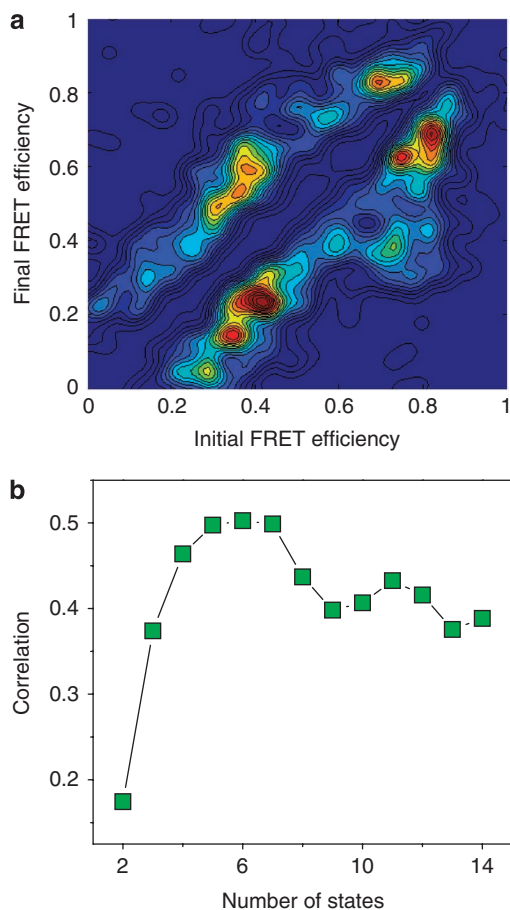 a
1
0.8
0.6
0.4
0.2
0
Final FRET efficiency
0 0.2 0.4 0.6 0.8 1
Initial FRET efficiency
b
0.5
0.4
0.3
0.2
Correlation
2 6 10 14
Number of states